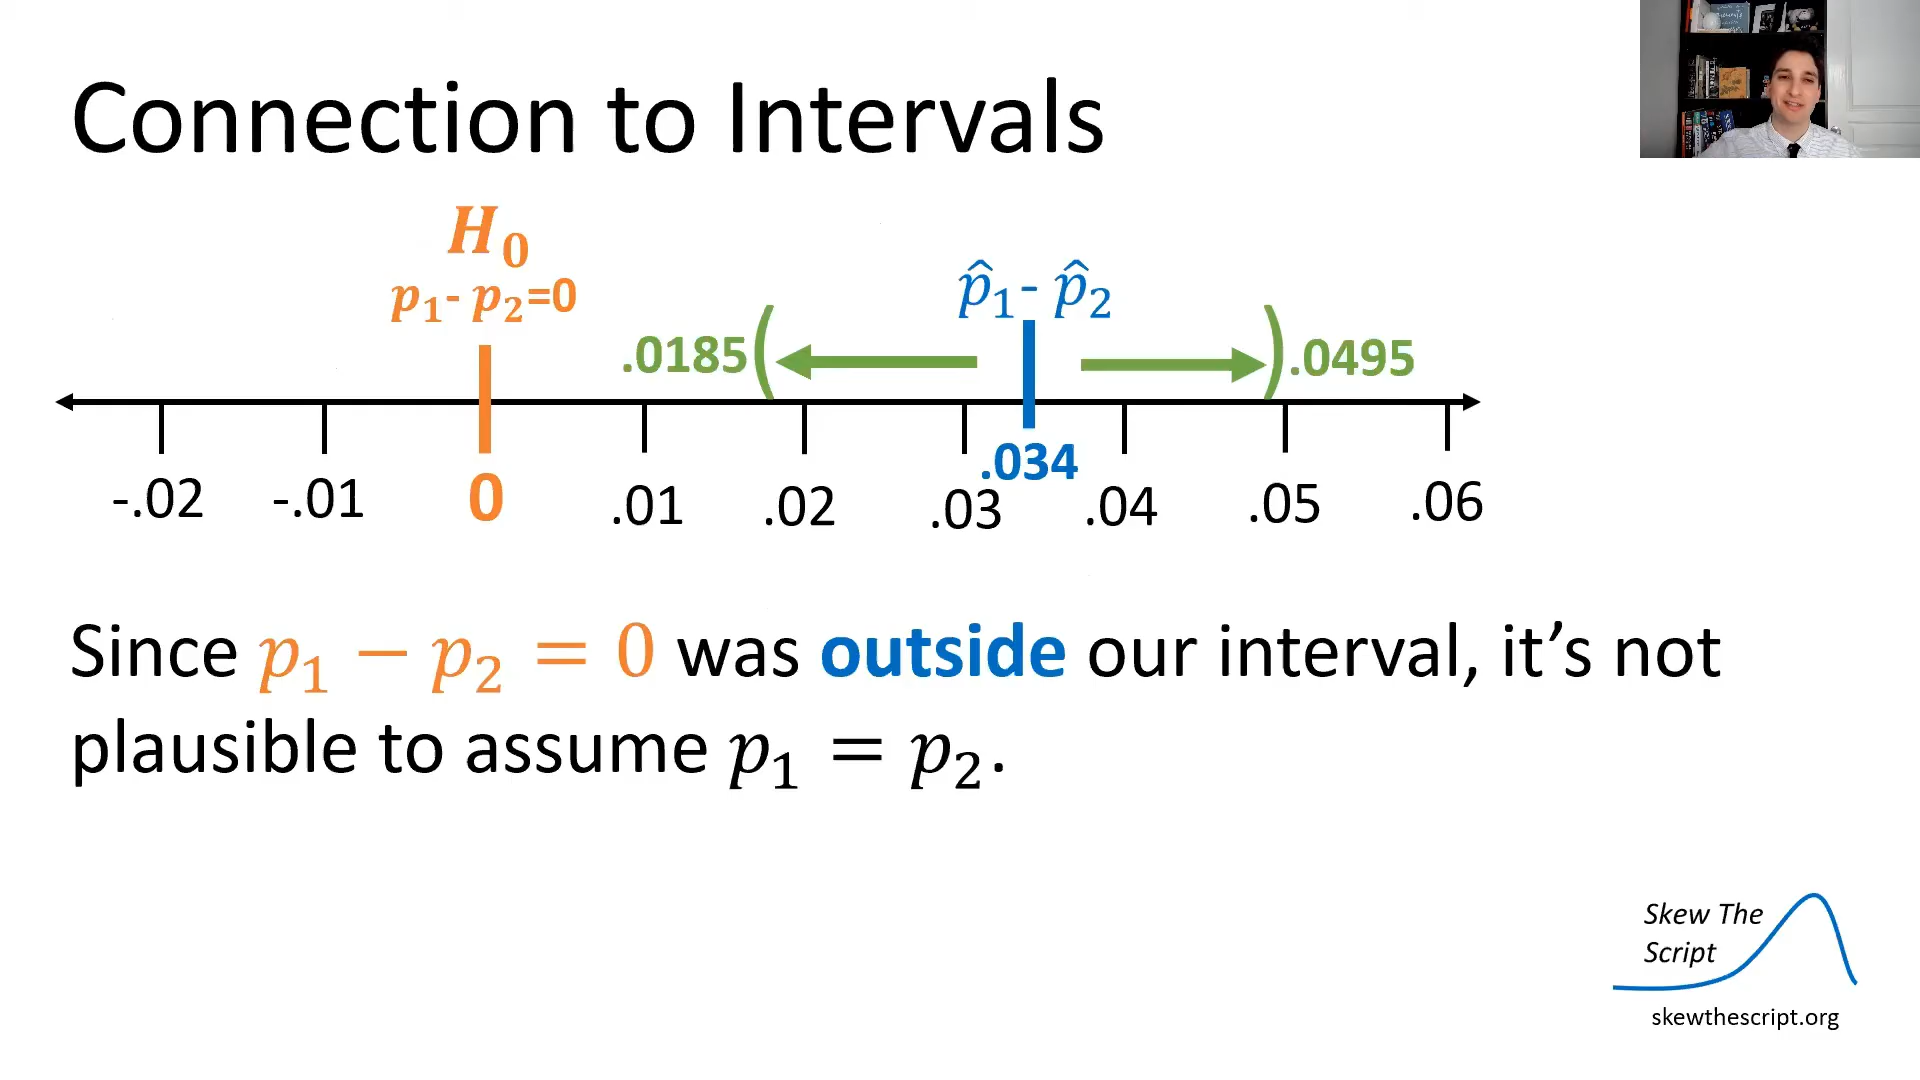 Connection to Intervals
H₀
p₁- p₂=0
p̂₁- p̂₂
.0185( ).0495
.034
-.02 -.01 0 .01 .02 .03 .04 .05 .06
Since p₁ − p₂ = 0 was outside our interval, it’s not
plausible to assume p₁ = p₂.
Skew The
Script
skewthescript.org